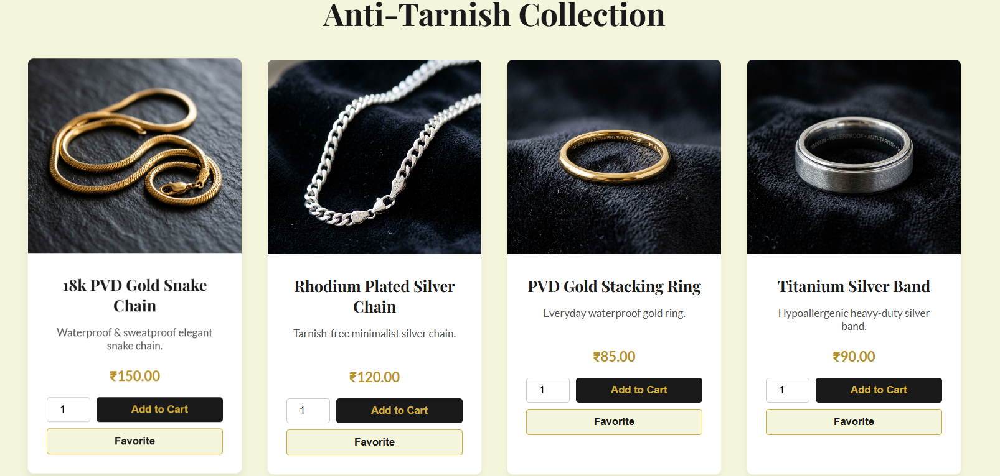 Anti-Tarnish Collection
18k PVD Gold Snake
Chain
Waterproof & sweatproof elegant
snake chain.
₹150.00
1
Add to Cart
Favorite
Rhodium Plated Silver
Chain
Tarnish-free minimalist silver chain.
₹120.00
1
Add to Cart
Favorite
ANTI TARNISH / SWEAT-PROOF
PVD Gold Stacking Ring
Everyday waterproof gold ring.
₹85.00
1
Add to Cart
Favorite
TITANIUM • WATERPROOF • ANTI-TARNISH •
Titanium Silver Band
Hypoallergenic heavy-duty silver
band.
₹90.00
1
Add to Cart
Favorite